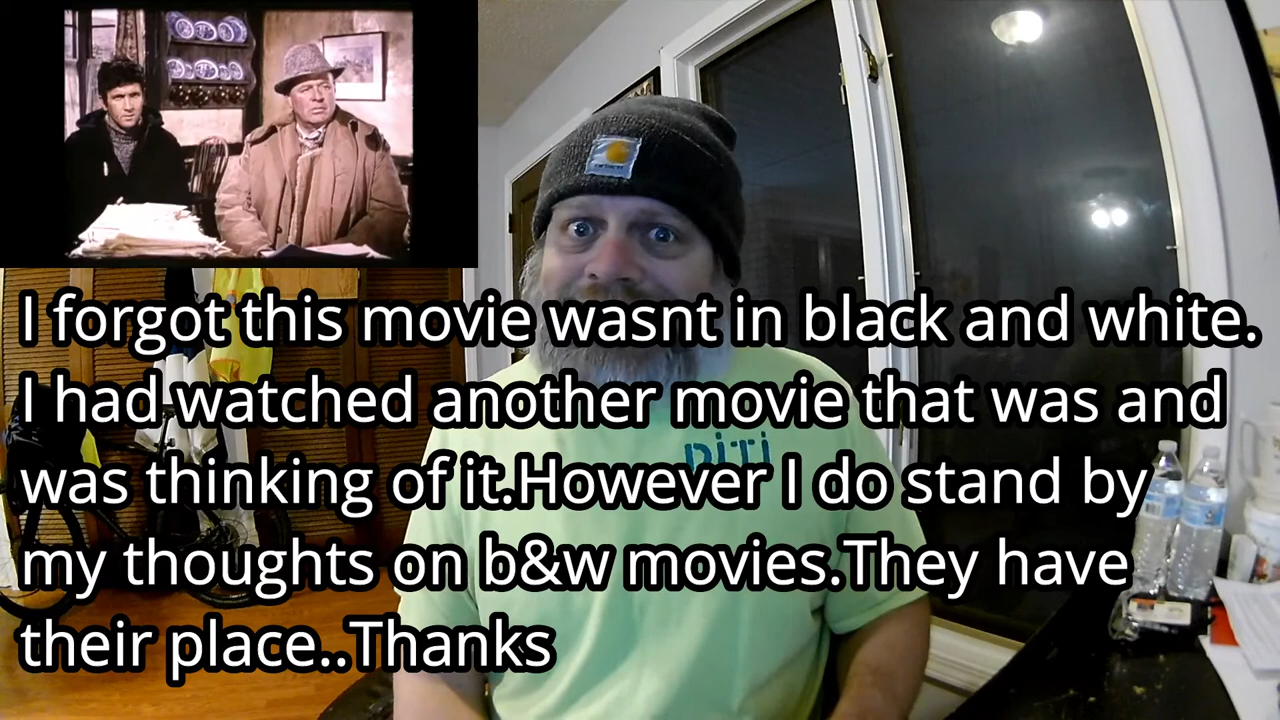 I forgot this movie wasnt in black and white.
I had watched another movie that was and
was thinking of it.However I do stand by
my thoughts on b&w movies.They have
their place..Thanks